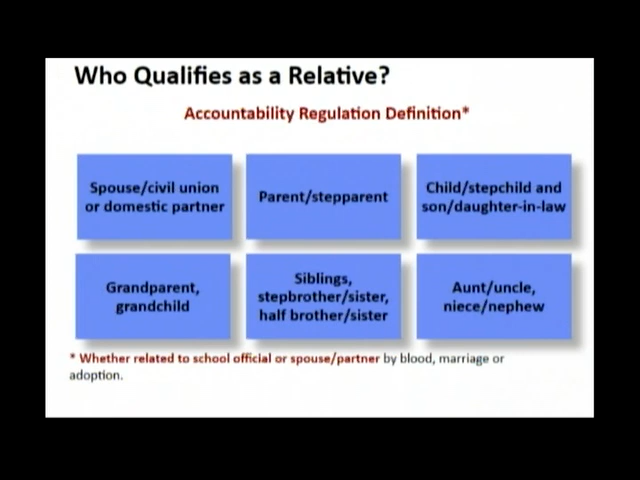 Who Qualifies as a Relative?
Accountability Regulation Definition*
Spouse/civil union
or domestic partner
Parent/stepparent
Child/stepchild and
son/daughter-in-law
Grandparent,
grandchild
Siblings,
stepbrother/sister,
half brother/sister
Aunt/uncle,
niece/nephew
* Whether related to school official or spouse/partner by blood, marriage or
adoption.